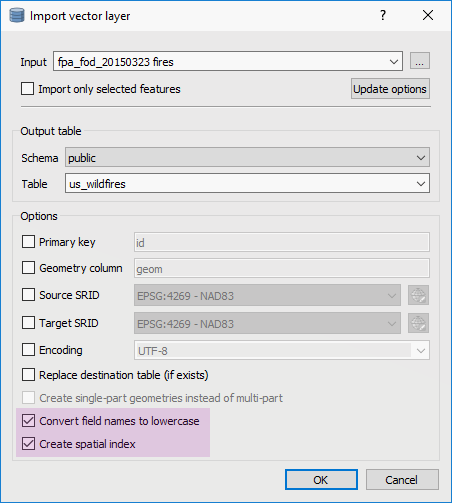 Import vector layer ? ×
Input fpa_fod_20150323 fires ...
Import only selected features Update options
Output table
Schema public
Table us_wildfires
Options
Primary key id
Geometry column geom
Source SRID EPSG:4269 - NAD83
Target SRID EPSG:4269 - NAD83
Encoding UTF-8
Replace destination table (if exists)
Create single-part geometries instead of multi-part
Convert field names to lowercase
Create spatial index
OK Cancel